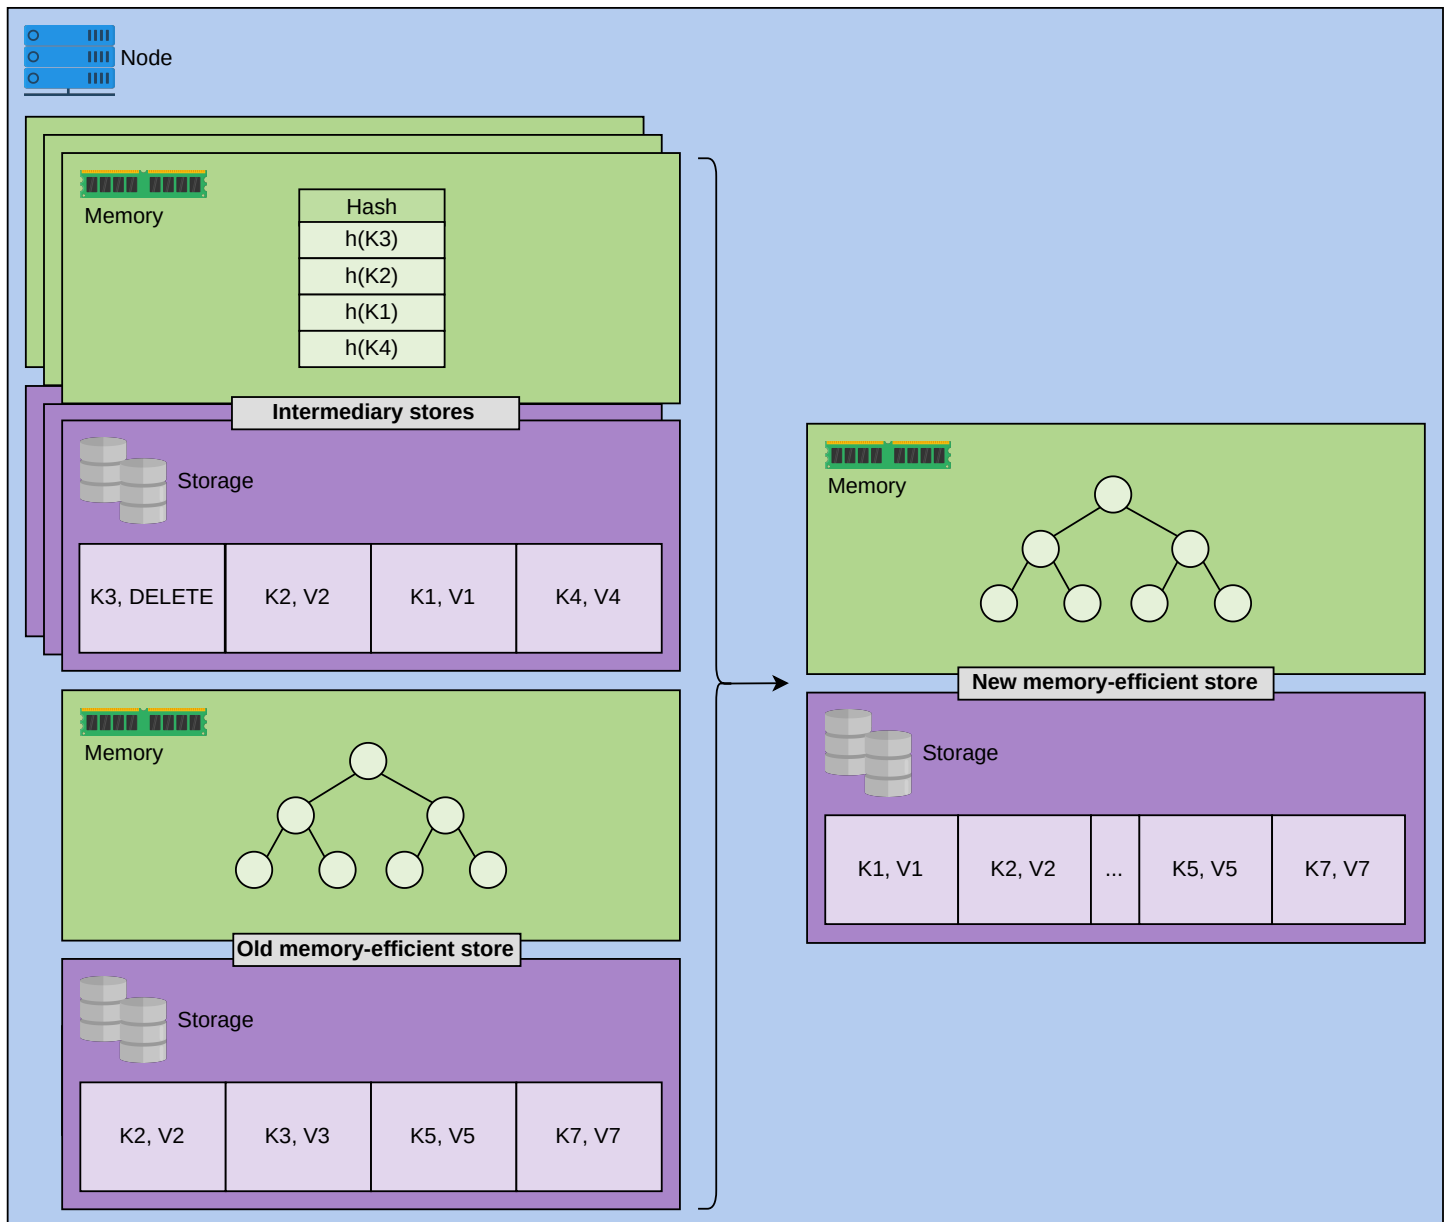 Node
Memory
Hash
h(K3)
h(K2)
h(K1)
h(K4)
Intermediary stores
Storage
K3, DELETE
K2, V2
K1, V1
K4, V4
Memory
Old memory-efficient store
Storage
K2, V2
K3, V3
K5, V5
K7, V7
Memory
New memory-efficient store
Storage
K1, V1
K2, V2
...
K5, V5
K7, V7